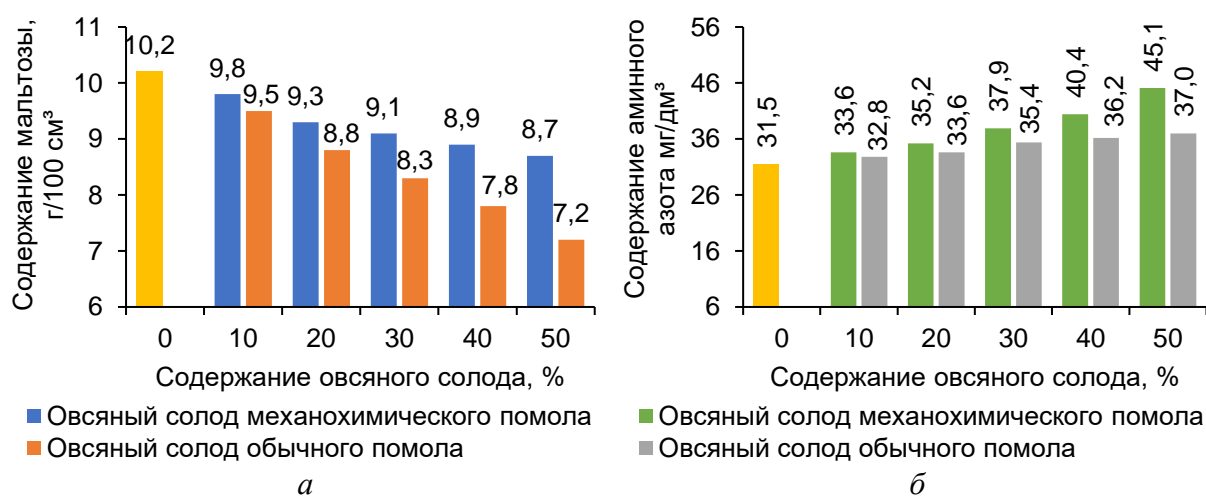 Содержание мальтозы,
г/100 см³
11
10
9
8
7
6
10,2
9,8
9,5
9,3
8,8
9,1
8,3
8,9
7,8
8,7
7,2
0 10 20 30 40 50
Содержание овсяного солода, %
Овсяный солод механохимического помола
Овсяный солод обычного помола
а
Содержание аминного
азота мг/дм³
56
46
36
26
16
6
31,5
33,6
32,8
35,2
33,6
37,9
35,4
40,4
36,2
45,1
37,0
0 10 20 30 40 50
Содержание овсяного солода, %
Овсяный солод механохимического помола
Овсяный солод обычного помола
б